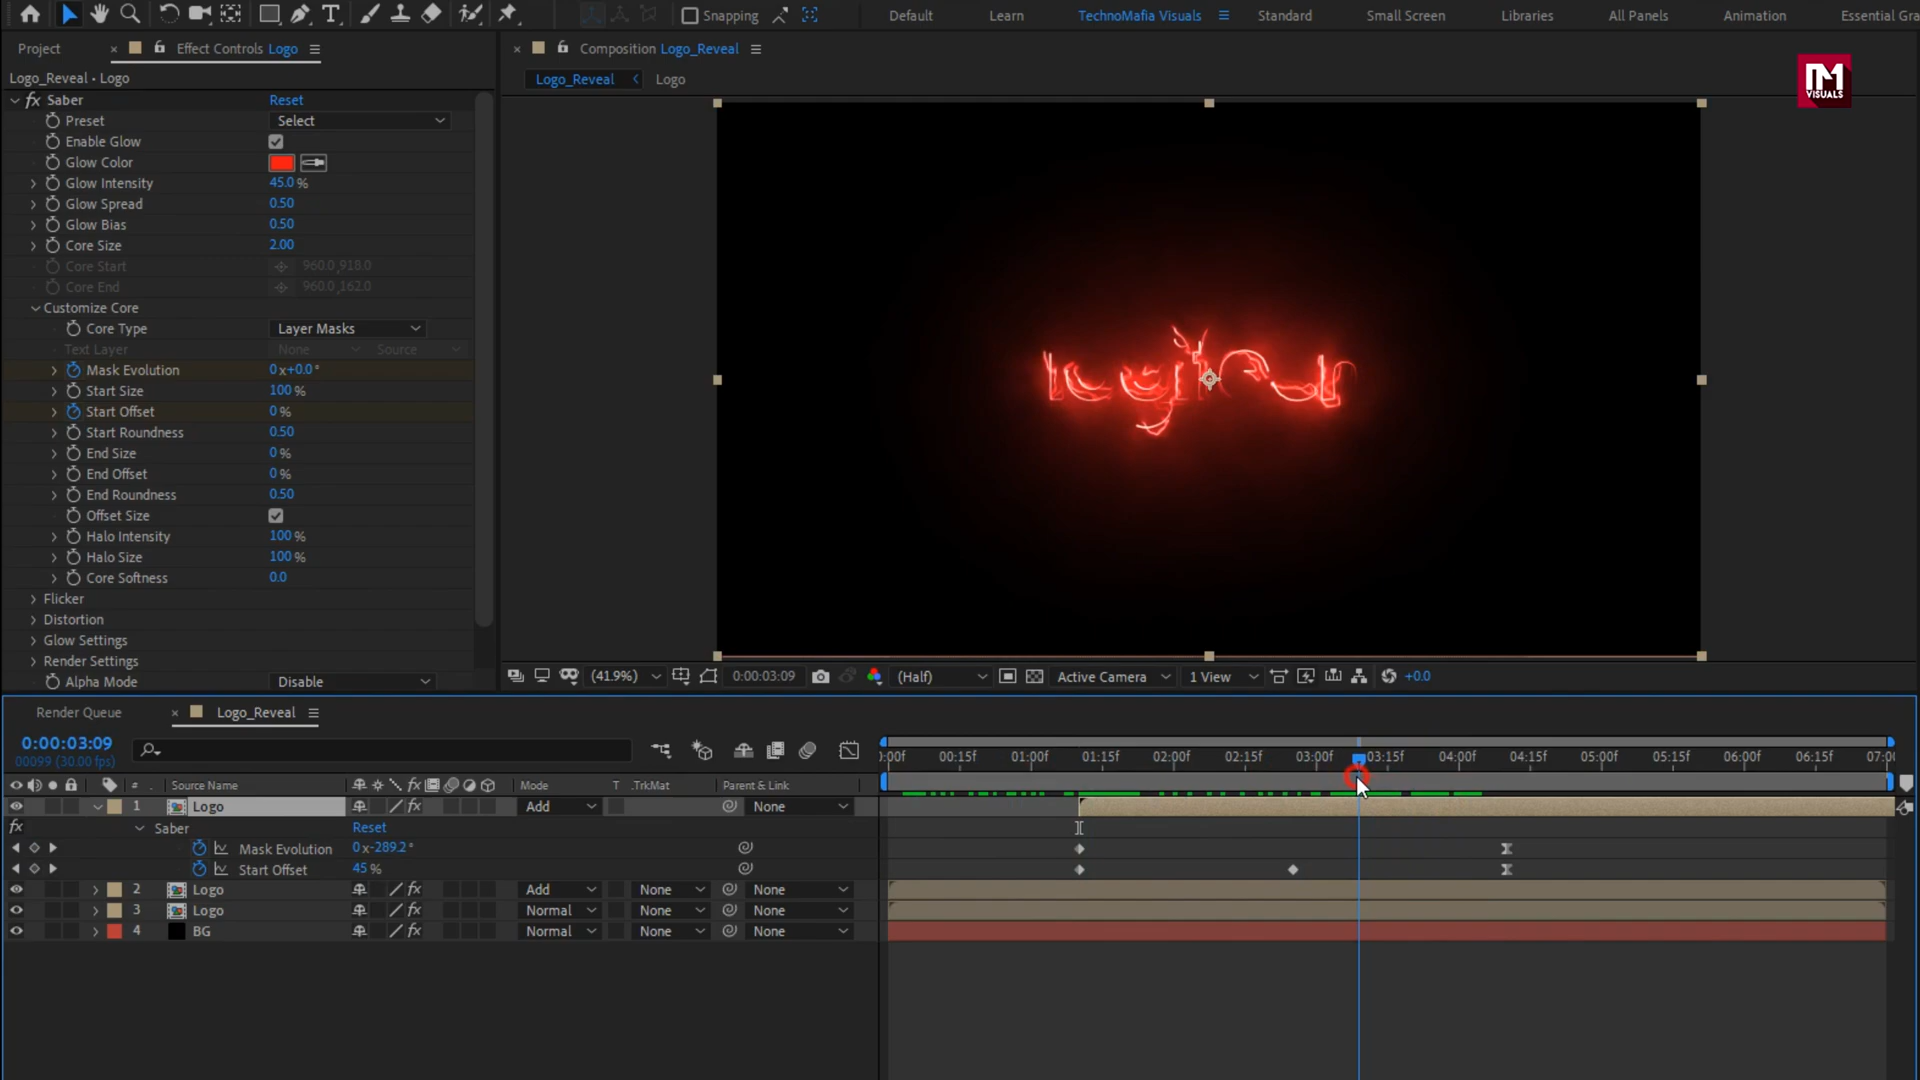 Snapping Default Learn TechnoMafia Visuals Standard Small Screen Libraries All Panels Animation Essential Gra
Project × Effect Controls Logo
× Composition Logo_Reveal
Logo_Reveal • Logo
Logo_Reveal Logo
VISUALS
fx Saber Reset
Preset Select
Enable Glow
Glow Color
Glow Intensity 45.0 %
Glow Spread 0.50
Glow Bias 0.50
Core Size 2.00
Core Start 960.0,918.0
Core End 960.0,162.0
Customize Core
Core Type Layer Masks
Text Layer None Source
Mask Evolution 0 x+0.0 °
Start Size 100 %
Start Offset 0 %
Start Roundness 0.50
End Size 0 %
End Offset 0 %
End Roundness 0.50
Offset Size
Halo Intensity 100 %
Halo Size 100 %
Core Softness 0.0
Flicker
Distortion
Glow Settings
Render Settings
Alpha Mode Disable
(41.9%) 0:00:03:09 (Half) Active Camera 1 View +0.0
Render Queue × Logo_Reveal
0:00:03:09
00099 (30.00 fps)
:00f 00:15f 01:00f 01:15f 02:00f 02:15f 03:00f 03:15f 04:00f 04:15f 05:00f 05:15f 06:00f 06:15f 07:00
# Source Name fx Mode T .TrkMat Parent & Link
1 Logo fx Add None
fx Saber Reset
Mask Evolution 0 x-289.2 °
Start Offset 45 %
2 Logo fx Add None None
3 Logo fx Normal None None
4 BG fx Normal None None